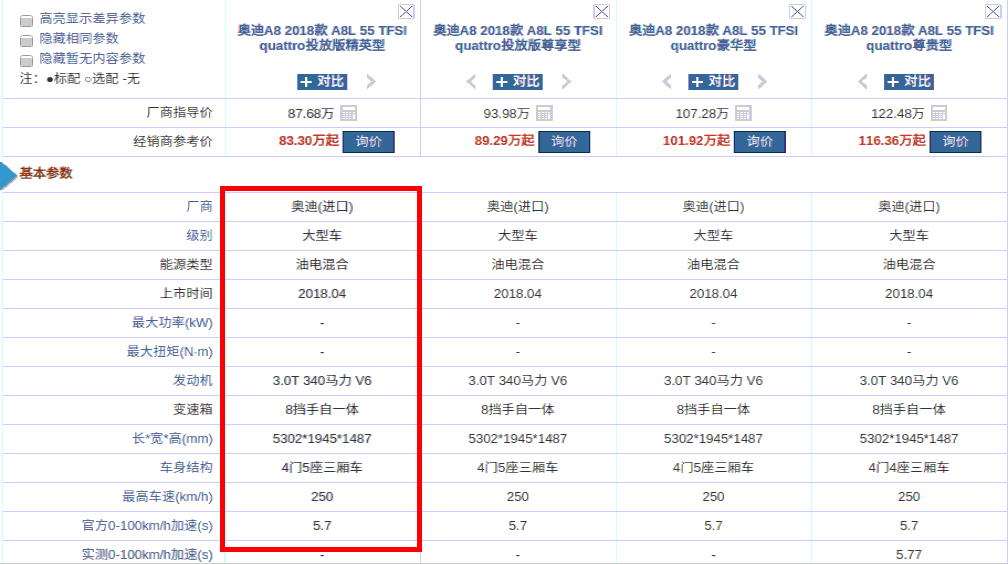 高亮显示差异参数
隐藏相同参数
隐藏暂无内容参数
注：●标配 ○选配 -无
奥迪A8 2018款 A8L 55 TFSI quattro投放版精英型
奥迪A8 2018款 A8L 55 TFSI quattro投放版尊享型
奥迪A8 2018款 A8L 55 TFSI quattro豪华型
奥迪A8 2018款 A8L 55 TFSI quattro尊贵型
+ 对比 + 对比 + 对比 + 对比
厂商指导价 87.68万 93.98万 107.28万 122.48万
经销商参考价 83.30万起 询价 89.29万起 询价 101.92万起 询价 116.36万起 询价
基本参数
厂商 奥迪(进口) 奥迪(进口) 奥迪(进口) 奥迪(进口)
级别 大型车 大型车 大型车 大型车
能源类型 油电混合 油电混合 油电混合 油电混合
上市时间 2018.04 2018.04 2018.04 2018.04
最大功率(kW) - - - -
最大扭矩(N·m) - - - -
发动机 3.0T 340马力 V6 3.0T 340马力 V6 3.0T 340马力 V6 3.0T 340马力 V6
变速箱 8挡手自一体 8挡手自一体 8挡手自一体 8挡手自一体
长*宽*高(mm) 5302*1945*1487 5302*1945*1487 5302*1945*1487 5302*1945*1487
车身结构 4门5座三厢车 4门5座三厢车 4门5座三厢车 4门4座三厢车
最高车速(km/h) 250 250 250 250
官方0-100km/h加速(s) 5.7 5.7 5.7 5.7
实测0-100km/h加速(s) - - - 5.77